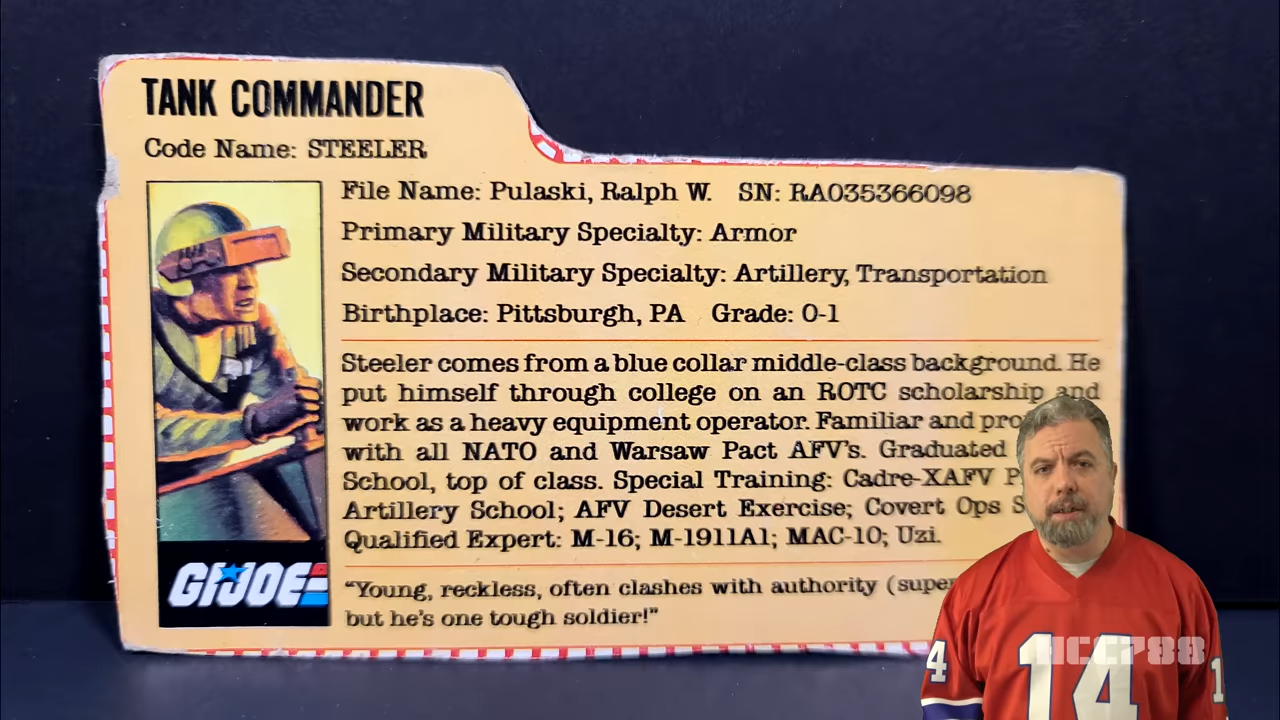 TANK COMMANDER
Code Name: STEELER
File Name: Pulaski, Ralph W. SN: RA035366098
Primary Military Specialty: Armor
Secondary Military Specialty: Artillery, Transportation
Birthplace: Pittsburgh, PA Grade: O-1
Steeler comes from a blue collar middle-class background. He
put himself through college on an ROTC scholarship and
work as a heavy equipment operator. Familiar and
with all NATO and Warsaw Pact AFV's. Graduated
School, top of class. Special Training: Cadre-XAFV
Artillery School; AFV Desert Exercise; Covert Ops
Qualified Expert: M-16; M-1911A1; MAC-10; Uzi.
"Young, reckless, often clashes with authority
but he's one tough soldier!"
GI JOE
4 14 1
HCC788